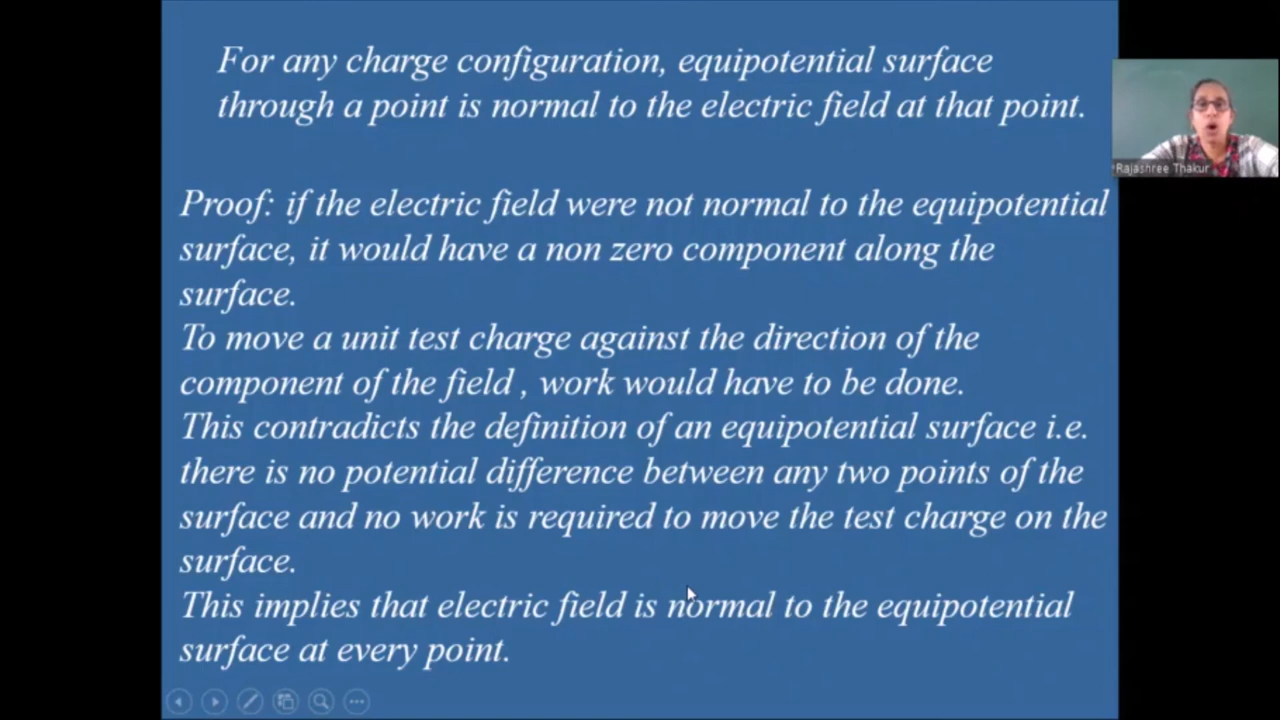 For any charge configuration, equipotential surface
through a point is normal to the electric field at that point.
Rajashree Thakur
Proof: if the electric field were not normal to the equipotential
surface, it would have a non zero component along the
surface.
To move a unit test charge against the direction of the
component of the field , work would have to be done.
This contradicts the definition of an equipotential surface i.e.
there is no potential difference between any two points of the
surface and no work is required to move the test charge on the
surface.
This implies that electric field is normal to the equipotential
surface at every point.